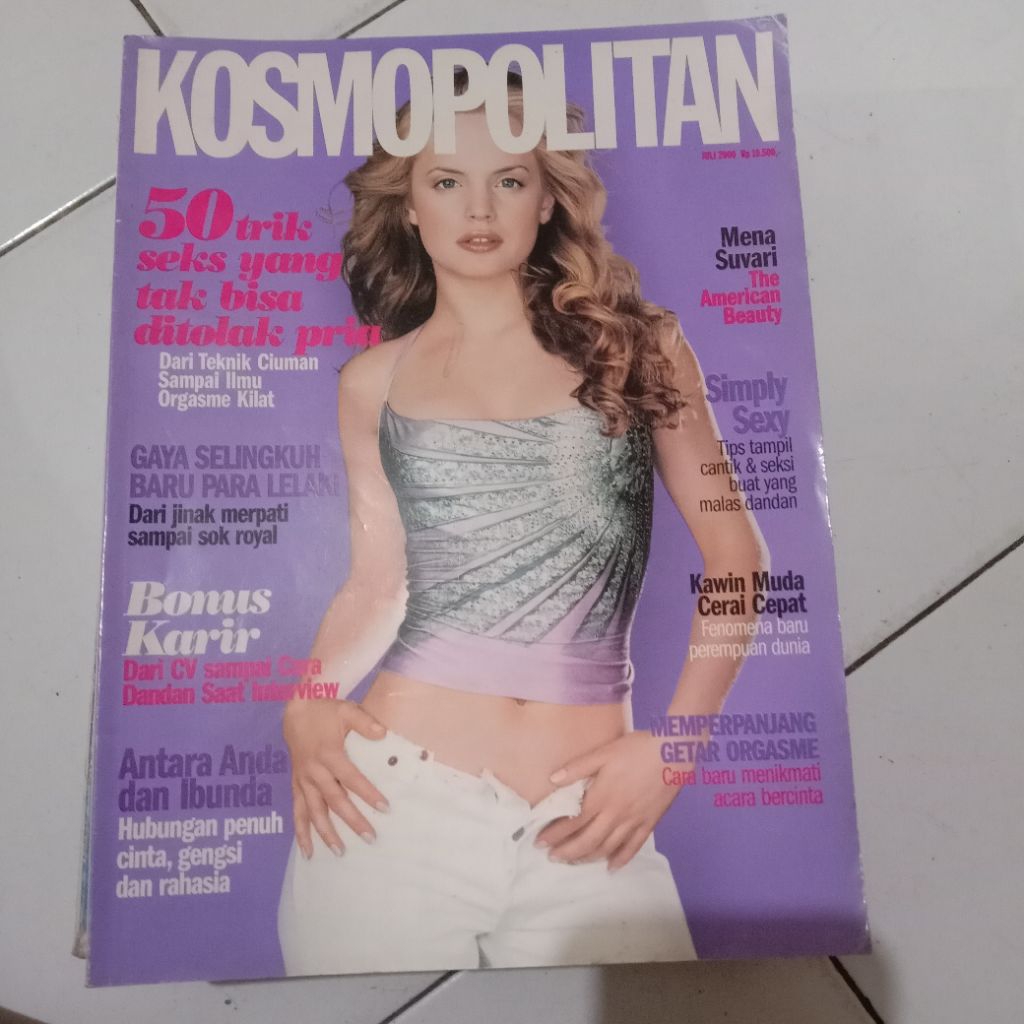 KOSMOPOLITAN
JULI 2000 Rp 18.500,-
50 trik
seks yang
tak bisa
ditolak pria
Dari Teknik Ciuman
Sampai Ilmu
Orgasme Kilat
GAYA SELINGKUH
BARU PARA LELAKI
Dari jinak merpati
sampai sok royal
Bonus
Karir
Dari CV sampai Cara
Dandan Saat Interview
Antara Anda
dan Ibunda
Hubungan penuh
cinta, gengsi
dan rahasia
Mena
Suvari
The
American
Beauty
Simply
Sexy
Tips tampil
cantik & seksi
buat yang
malas dandan
Kawin Muda
Cerai Cepat
Fenomena baru
perempuan dunia
MEMPERPANJANG
GETAR ORGASME
Cara baru menikmati
acara bercinta